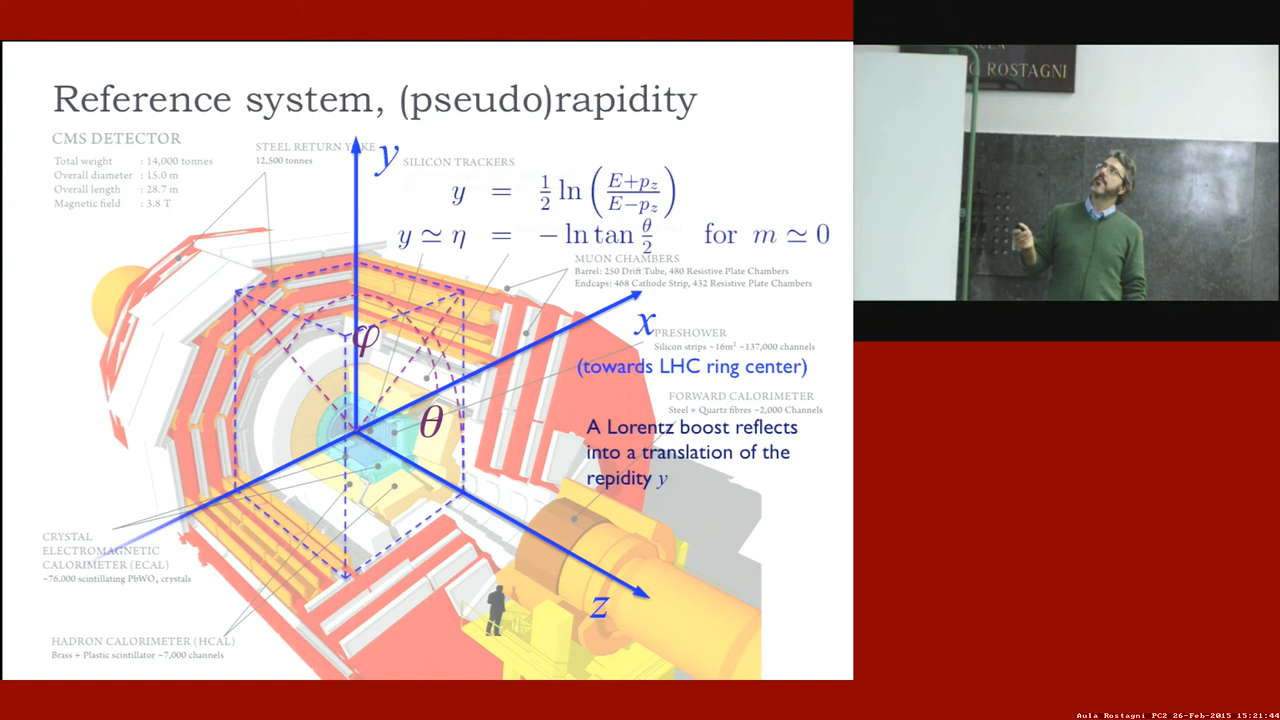 Reference system, (pseudo)rapidity
CMS DETECTOR
Total weight : 14,000 tonnes
Overall diameter : 15.0 m
Overall length : 28.7 m
Magnetic field : 3.8 T
STEEL RETURN YOKE
12,500 tonnes
SILICON TRACKERS
y
y = 1/2 ln (E+p_z / E−p_z)
y ≃ η = − ln tan θ/2 for m ≃ 0
MUON CHAMBERS
Barrel: 250 Drift Tube, 480 Resistive Plate Chambers
Endcaps: 468 Cathode Strip, 432 Resistive Plate Chambers
φ
x
PRESHOWER
Silicon strips ~16m² ~137,000 channels
(towards LHC ring center)
FORWARD CALORIMETER
Steel + Quartz fibres ~2,000 Channels
θ
A Lorentz boost reflects
into a translation of the
repidity y
CRYSTAL
ELECTROMAGNETIC
CALORIMETER (ECAL)
~76,000 scintillating PbWO₄ crystals
z
HADRON CALORIMETER (HCAL)
Brass + Plastic scintillator ~7,000 channels
ROSTAGNI
Aula Rostagni PC2 26-Feb-2015 15:21:44